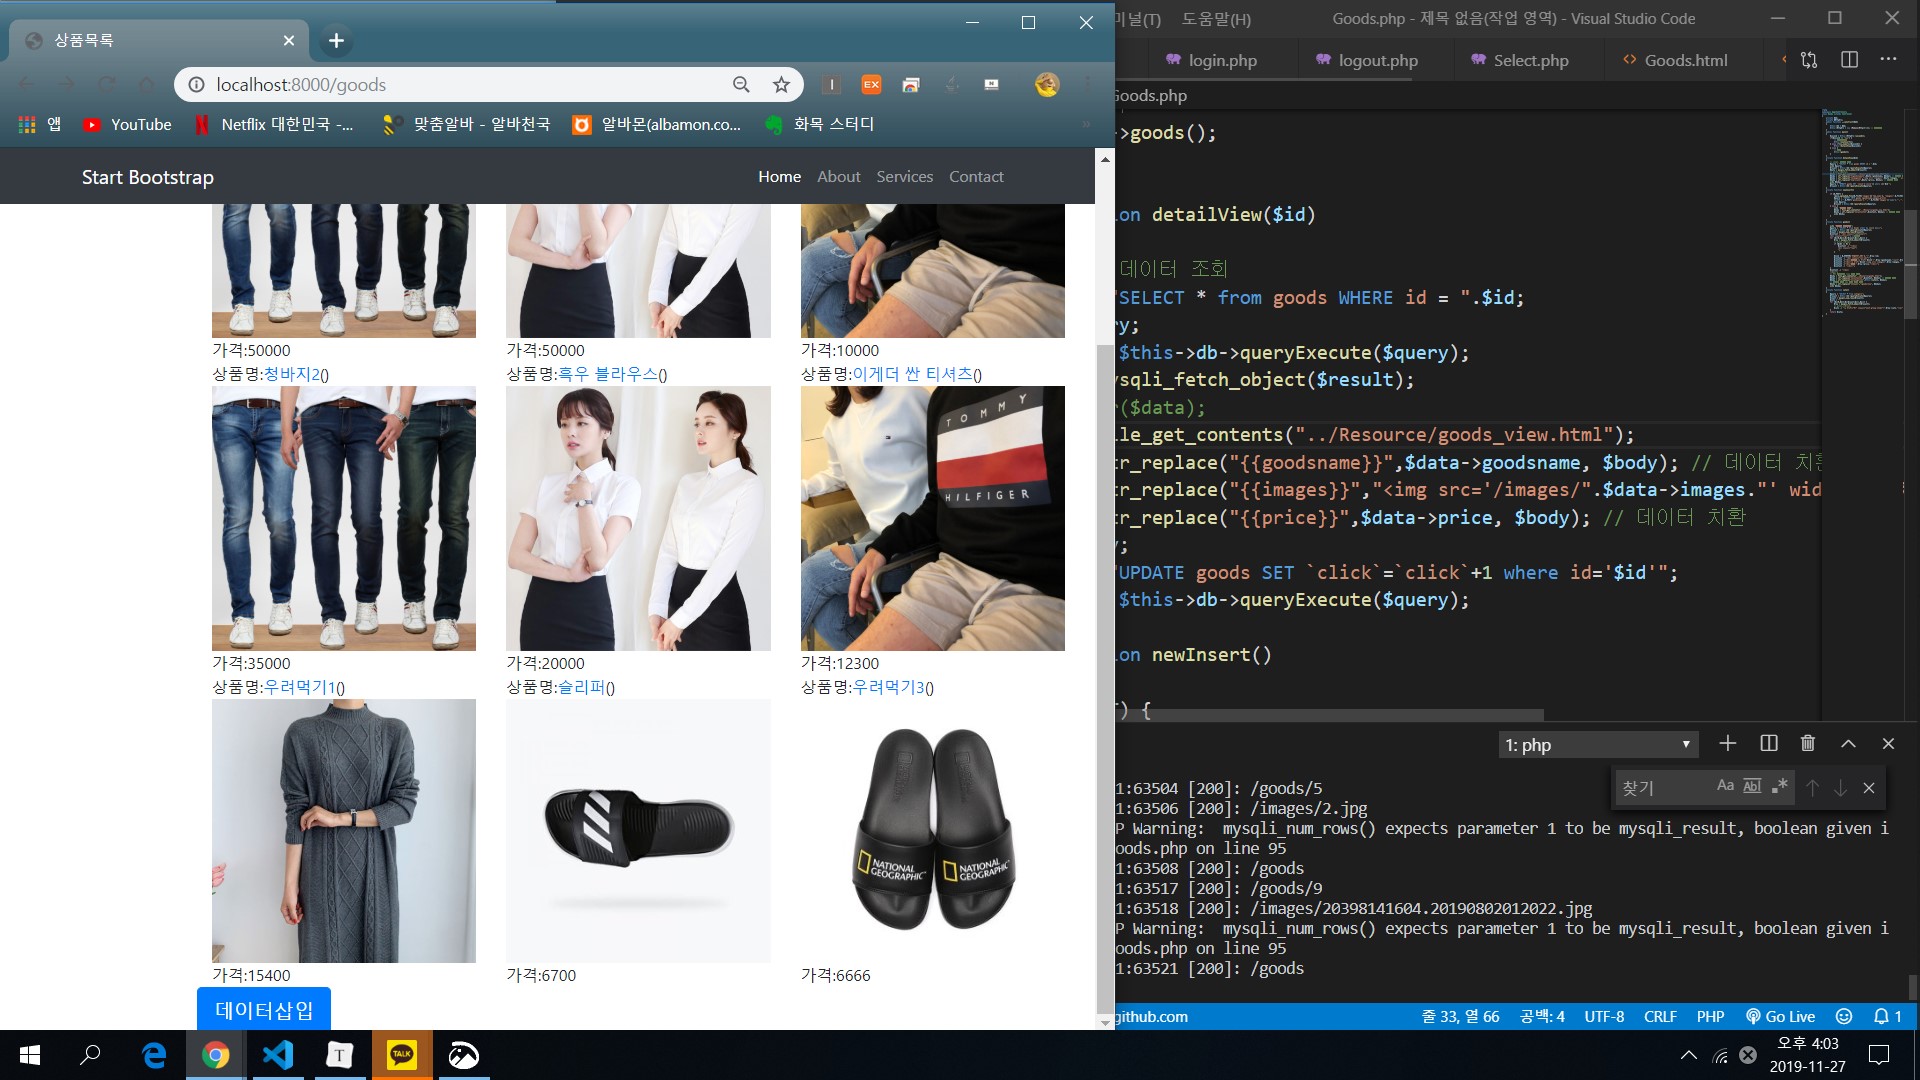 상품목록
localhost:8000/goods
앱
YouTube
Netflix 대한민국 -...
맞춤알바 - 알바천국
알바몬(albamon.co...
화목 스터디
Start Bootstrap
Home
About
Services
Contact
가격:50000
가격:50000
가격:10000
상품명:청바지2()
상품명:흑우 블라우스()
상품명:이게더 싼 티셔츠()
TOMMY
HILFIGER
가격:35000
가격:20000
가격:12300
상품명:우려먹기1()
상품명:슬리퍼()
상품명:우려먹기3()
NATIONAL GEOGRAPHIC
NATIONAL GEOGRAPHIC
가격:15400
가격:6700
가격:6666
데이터삽입
미널(T) 도움말(H)
Goods.php - 제목 없음(작업 영역) - Visual Studio Code
login.php
logout.php
Select.php
Goods.html
Goods.php
>goods();
on detailView($id)
데이터 조회
"SELECT * from goods WHERE id = ".$id;
y;
$this->db->queryExecute($query);
sqli_fetch_object($result);
($data);
le_get_contents("../Resource/goods_view.html");
tr_replace("{{goodsname}}",$data->goodsname, $body); // 데이터 치환
tr_replace("{{images}}","<img src='/images/".$data->images."' wid
tr_replace("{{price}}",$data->price, $body); // 데이터 치환
;
"UPDATE goods SET `click`=`click`+1 where id='$id'";
$this->db->queryExecute($query);
on newInsert()
) {
1: php
찾기
1:63504 [200]: /goods/5
1:63506 [200]: /images/2.jpg
P Warning:  mysqli_num_rows() expects parameter 1 to be mysqli_result, boolean given i
oods.php on line 95
1:63508 [200]: /goods
1:63517 [200]: /goods/9
1:63518 [200]: /images/20398141604.20190802012022.jpg
P Warning:  mysqli_num_rows() expects parameter 1 to be mysqli_result, boolean given i
oods.php on line 95
1:63521 [200]: /goods
github.com
줄 33, 열 66
공백: 4
UTF-8
CRLF
PHP
Go Live
1
TALK
오후 4:03
2019-11-27